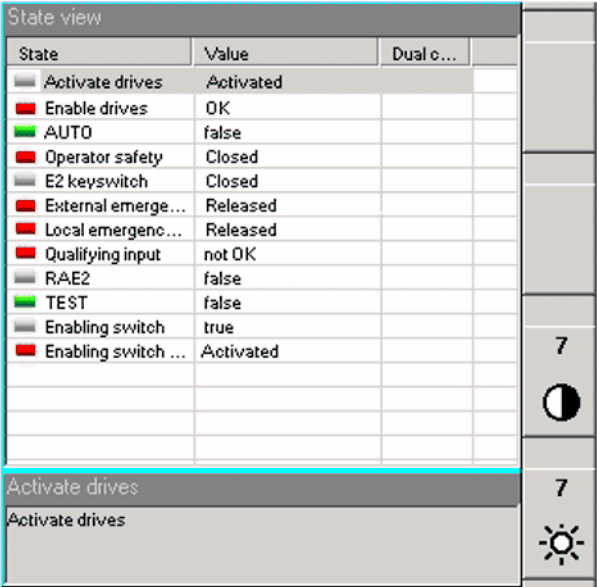 State view
State Value Dual c...
Activate drives Activated
Enable drives OK
AUTO false
Operator safety Closed
E2 keyswitch Closed
External emerge... Released
Local emergenc... Released
Qualifying input not OK
RAE2 false
TEST false
Enabling switch true
Enabling switch ... Activated
7
Activate drives
7
Activate drives